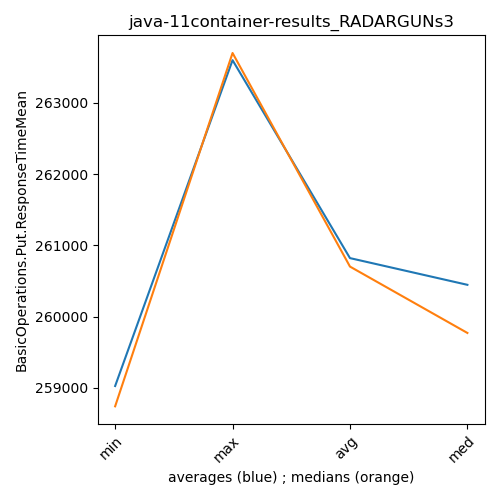 java-11container-results_RADARGUNs3
BasicOperations.Put.ResponseTimeMean
263000
262000
261000
260000
259000
min
max
avg
med
averages (blue) ; medians (orange)